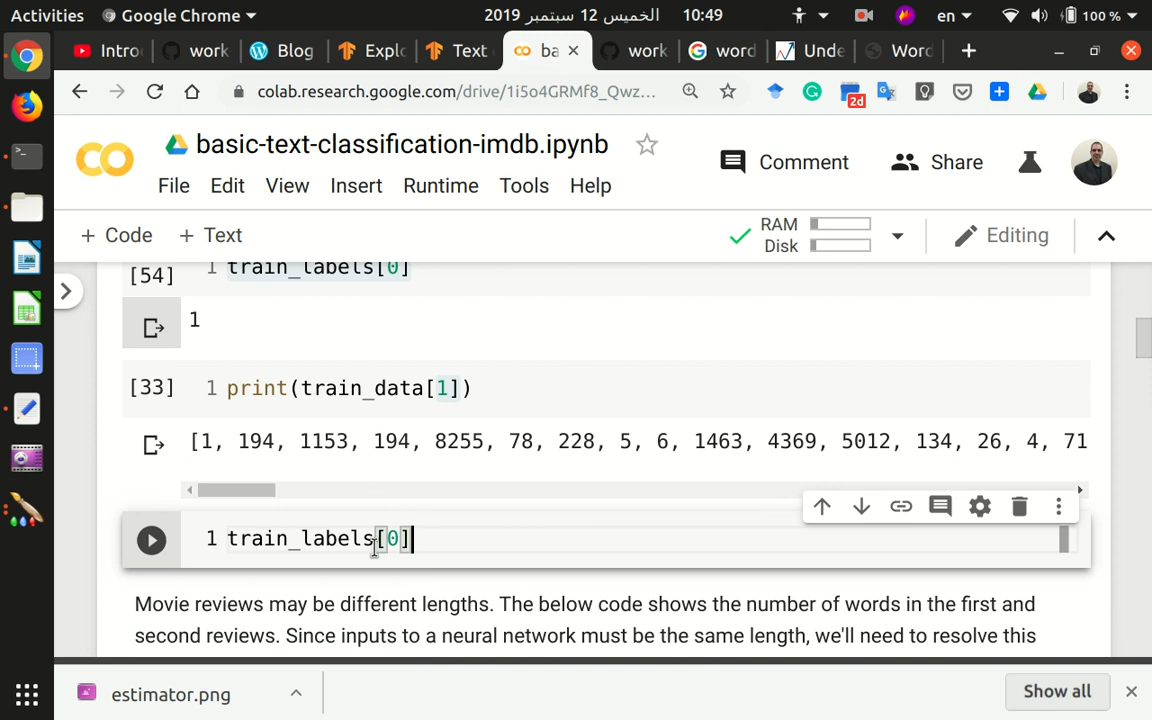 Activities Google Chrome ▾ الخميس 12 سبتمبر 2019 10:49 en 100 %
Intro work Blog Explo Text ba work word Unde Word
colab.research.google.com/drive/1i5o4GRMf8_Qwz... 2d
basic-text-classification-imdb.ipynb
Comment Share
File Edit View Insert Runtime Tools Help
+ Code + Text RAM Disk Editing
[54] 1 train_labels[0]
1
[33] 1 print(train_data[1])
[1, 194, 1153, 194, 8255, 78, 228, 5, 6, 1463, 4369, 5012, 134, 26, 4, 71
1 train_labels[0]
Movie reviews may be different lengths. The below code shows the number of words in the first and
second reviews. Since inputs to a neural network must be the same length, we'll need to resolve this
estimator.png Show all